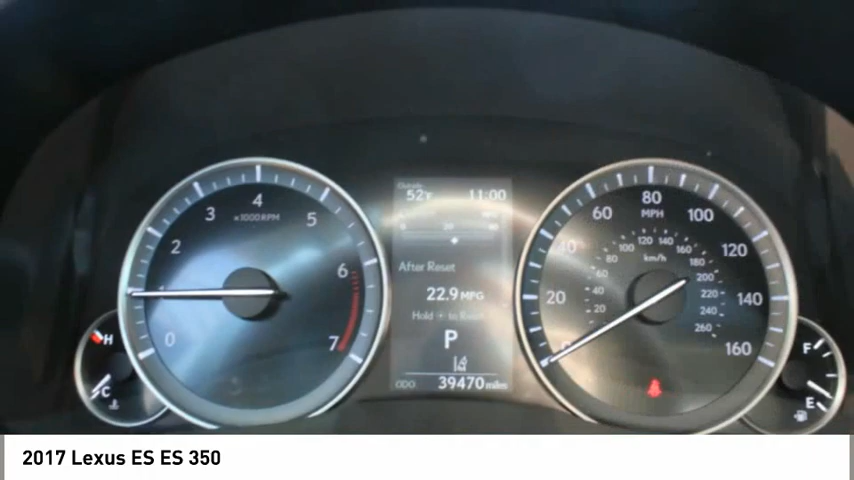 Outside
52°F 11:00
After Reset
22.9 MPG
Hold + to Reset
P
ODO 39470 miles
0 1 2 3 4 5 6 7
x1000RPM
H
C
0 20 40 60 80 100 120 140 160
MPH
20 40 60 80 100 120 140 160 180 200 220 240 260
km/h
F
E
2017 Lexus ES ES 350